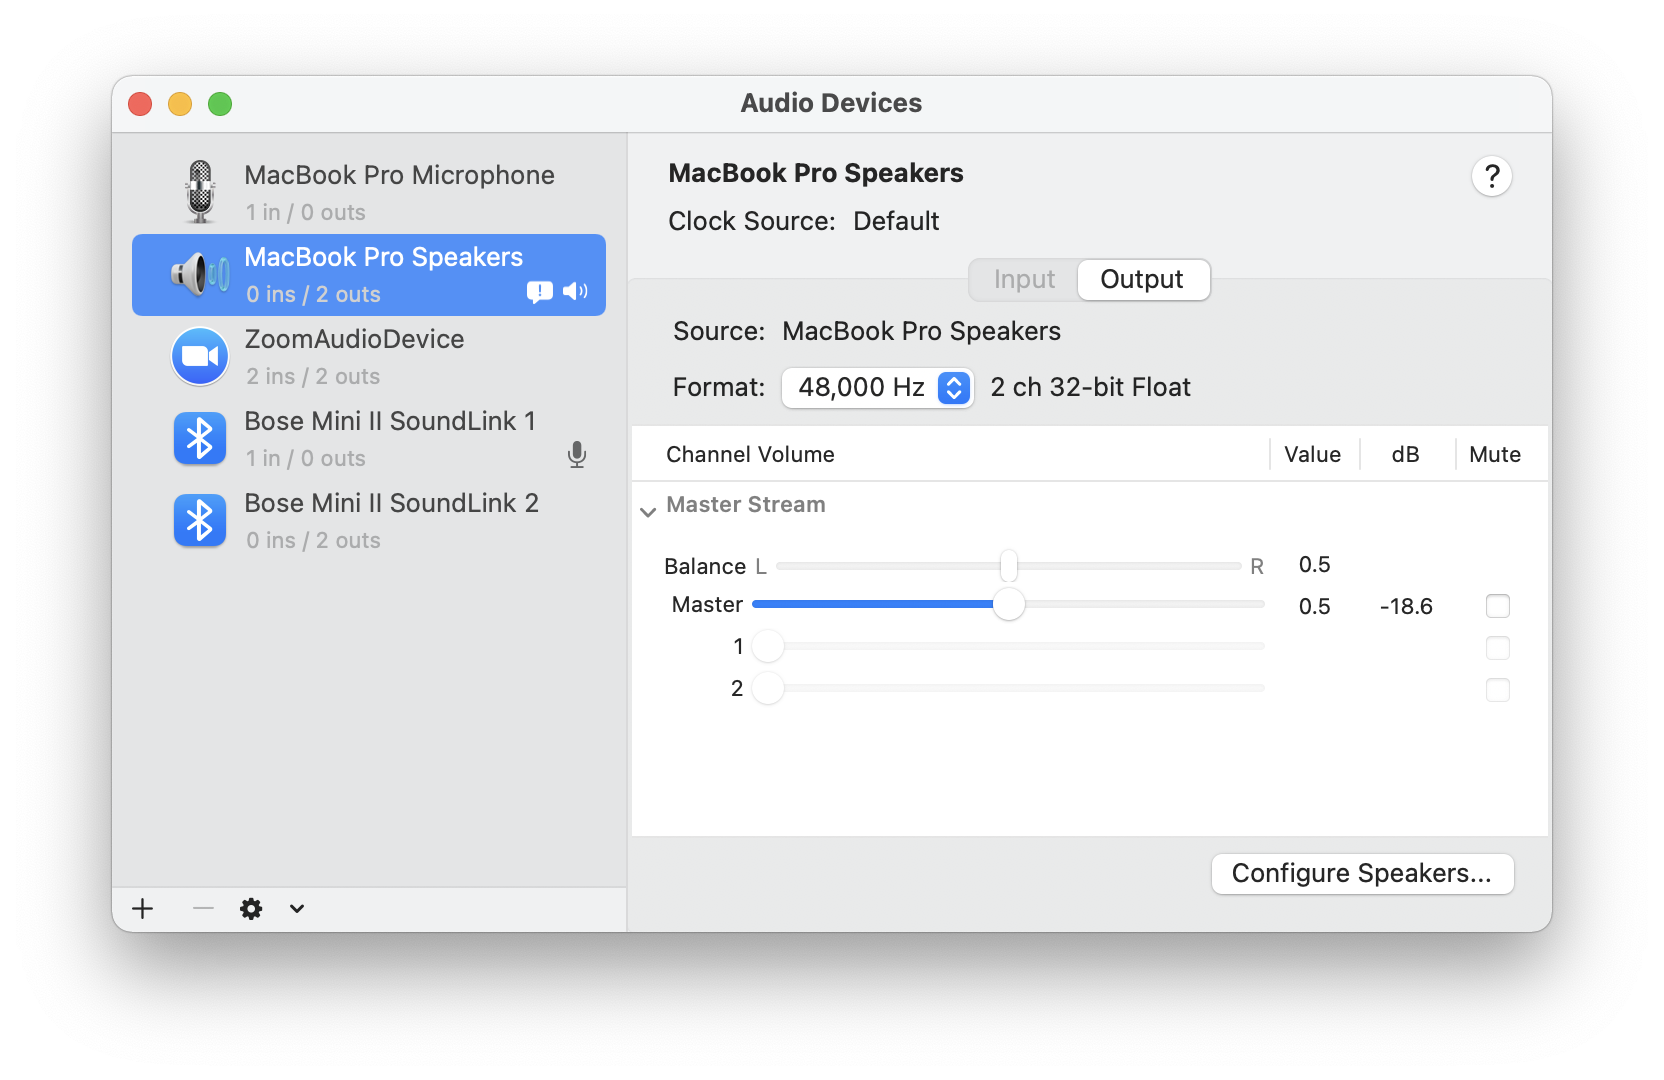 Audio Devices
MacBook Pro Microphone
1 in / 0 outs
MacBook Pro Speakers
0 ins / 2 outs
ZoomAudioDevice
2 ins / 2 outs
Bose Mini II SoundLink 1
1 in / 0 outs
Bose Mini II SoundLink 2
0 ins / 2 outs
MacBook Pro Speakers
?
Clock Source: Default
Input Output
Source: MacBook Pro Speakers
Format: 48,000 Hz 2 ch 32-bit Float
Channel Volume Value dB Mute
Master Stream
Balance L R 0.5
Master 0.5 -18.6
1
2
Configure Speakers...